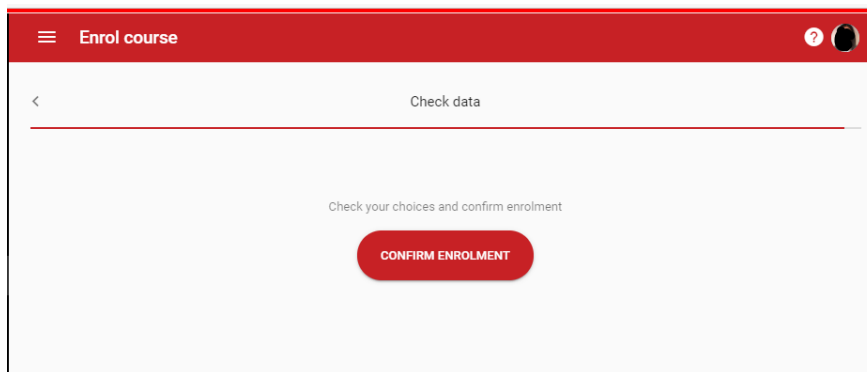 Enrol course
?
Check data
Check your choices and confirm enrolment
CONFIRM ENROLMENT